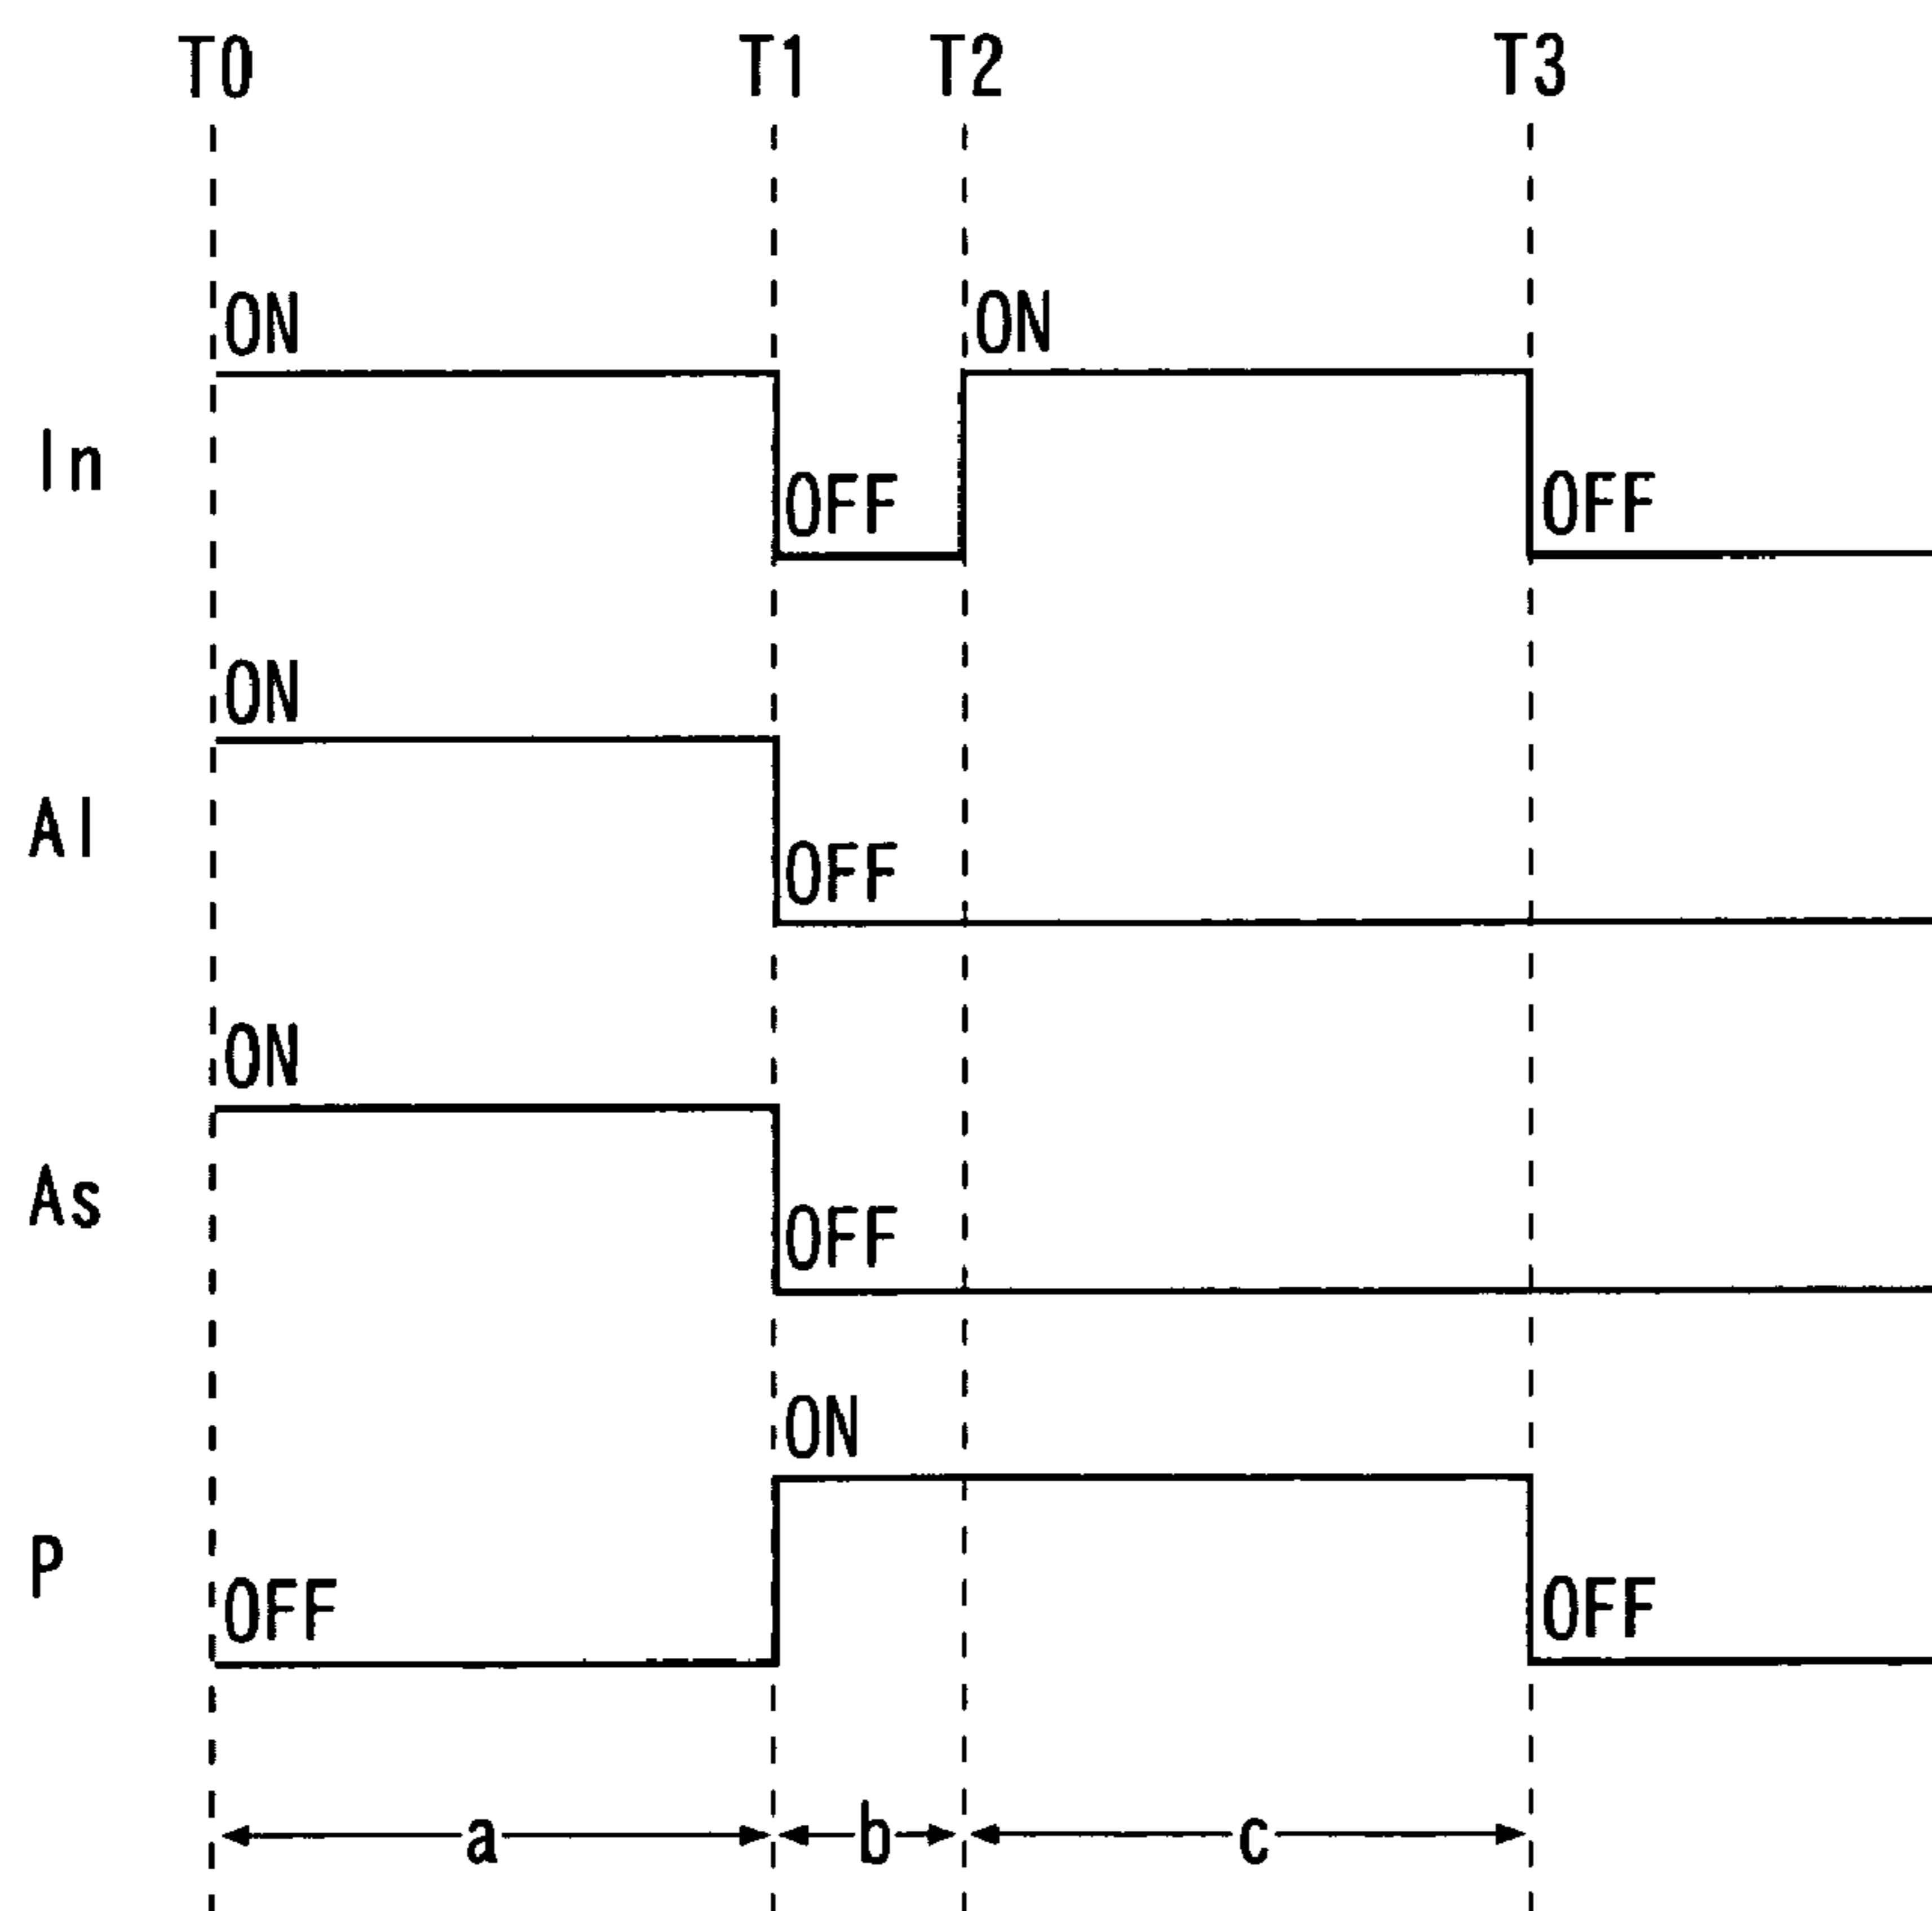 T0 T1 T2 T3
ON ON
In OFF OFF
ON
Al OFF
ON
As OFF
ON
P OFF OFF
a b c